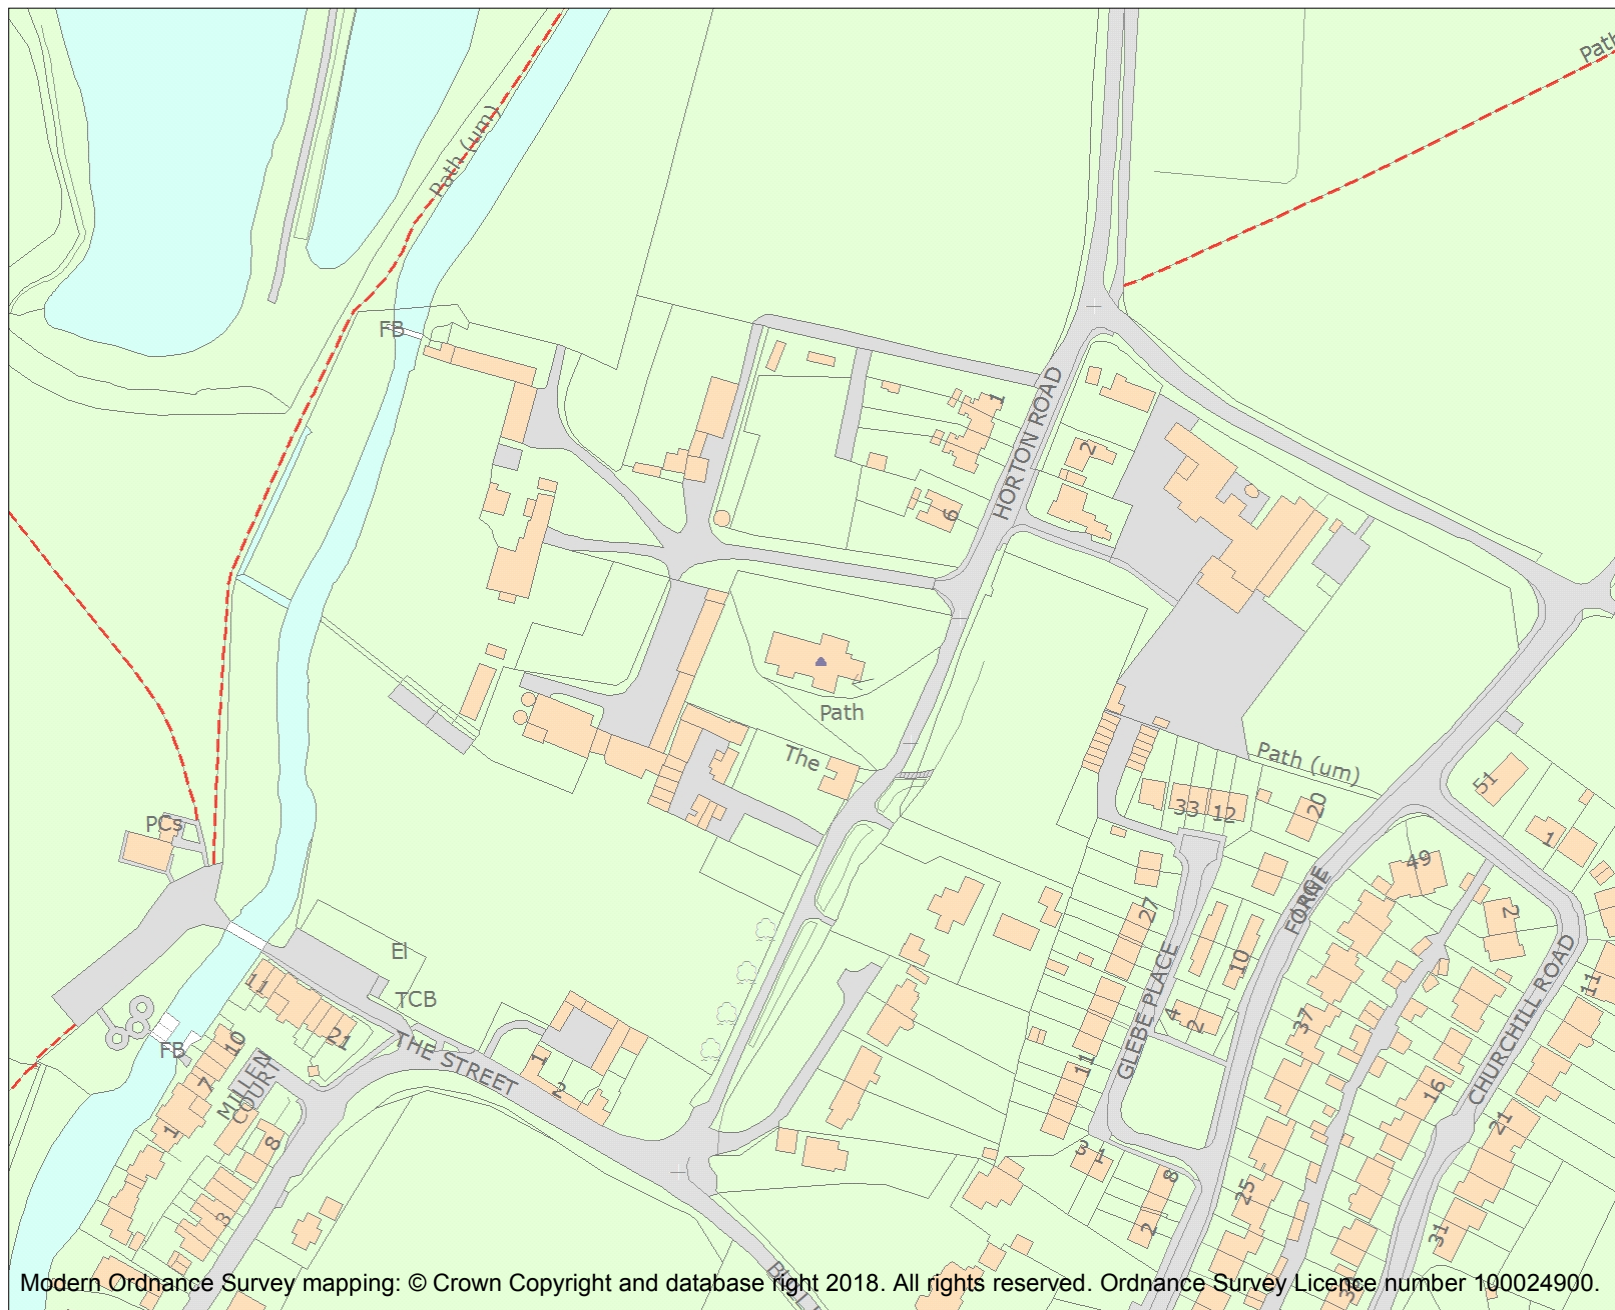 Path
Path (um)
FB
HORTON ROAD
1
2
6
Path
The
Path (um)
PCs
33
12
20
51
1
49
2
FORGE
27
10
El
TCB
11
21
THE STREET
FB
10
7
MILLEN
COURT
1
8
3
1
2
GLEBE PLACE
4
2
11
37
CHURCHILL ROAD
11
16
21
3
1
8
2
25
31
Modern Ordnance Survey mapping: © Crown Copyright and database right 2018. All rights reserved. Ordnance Survey Licence number 100024900.